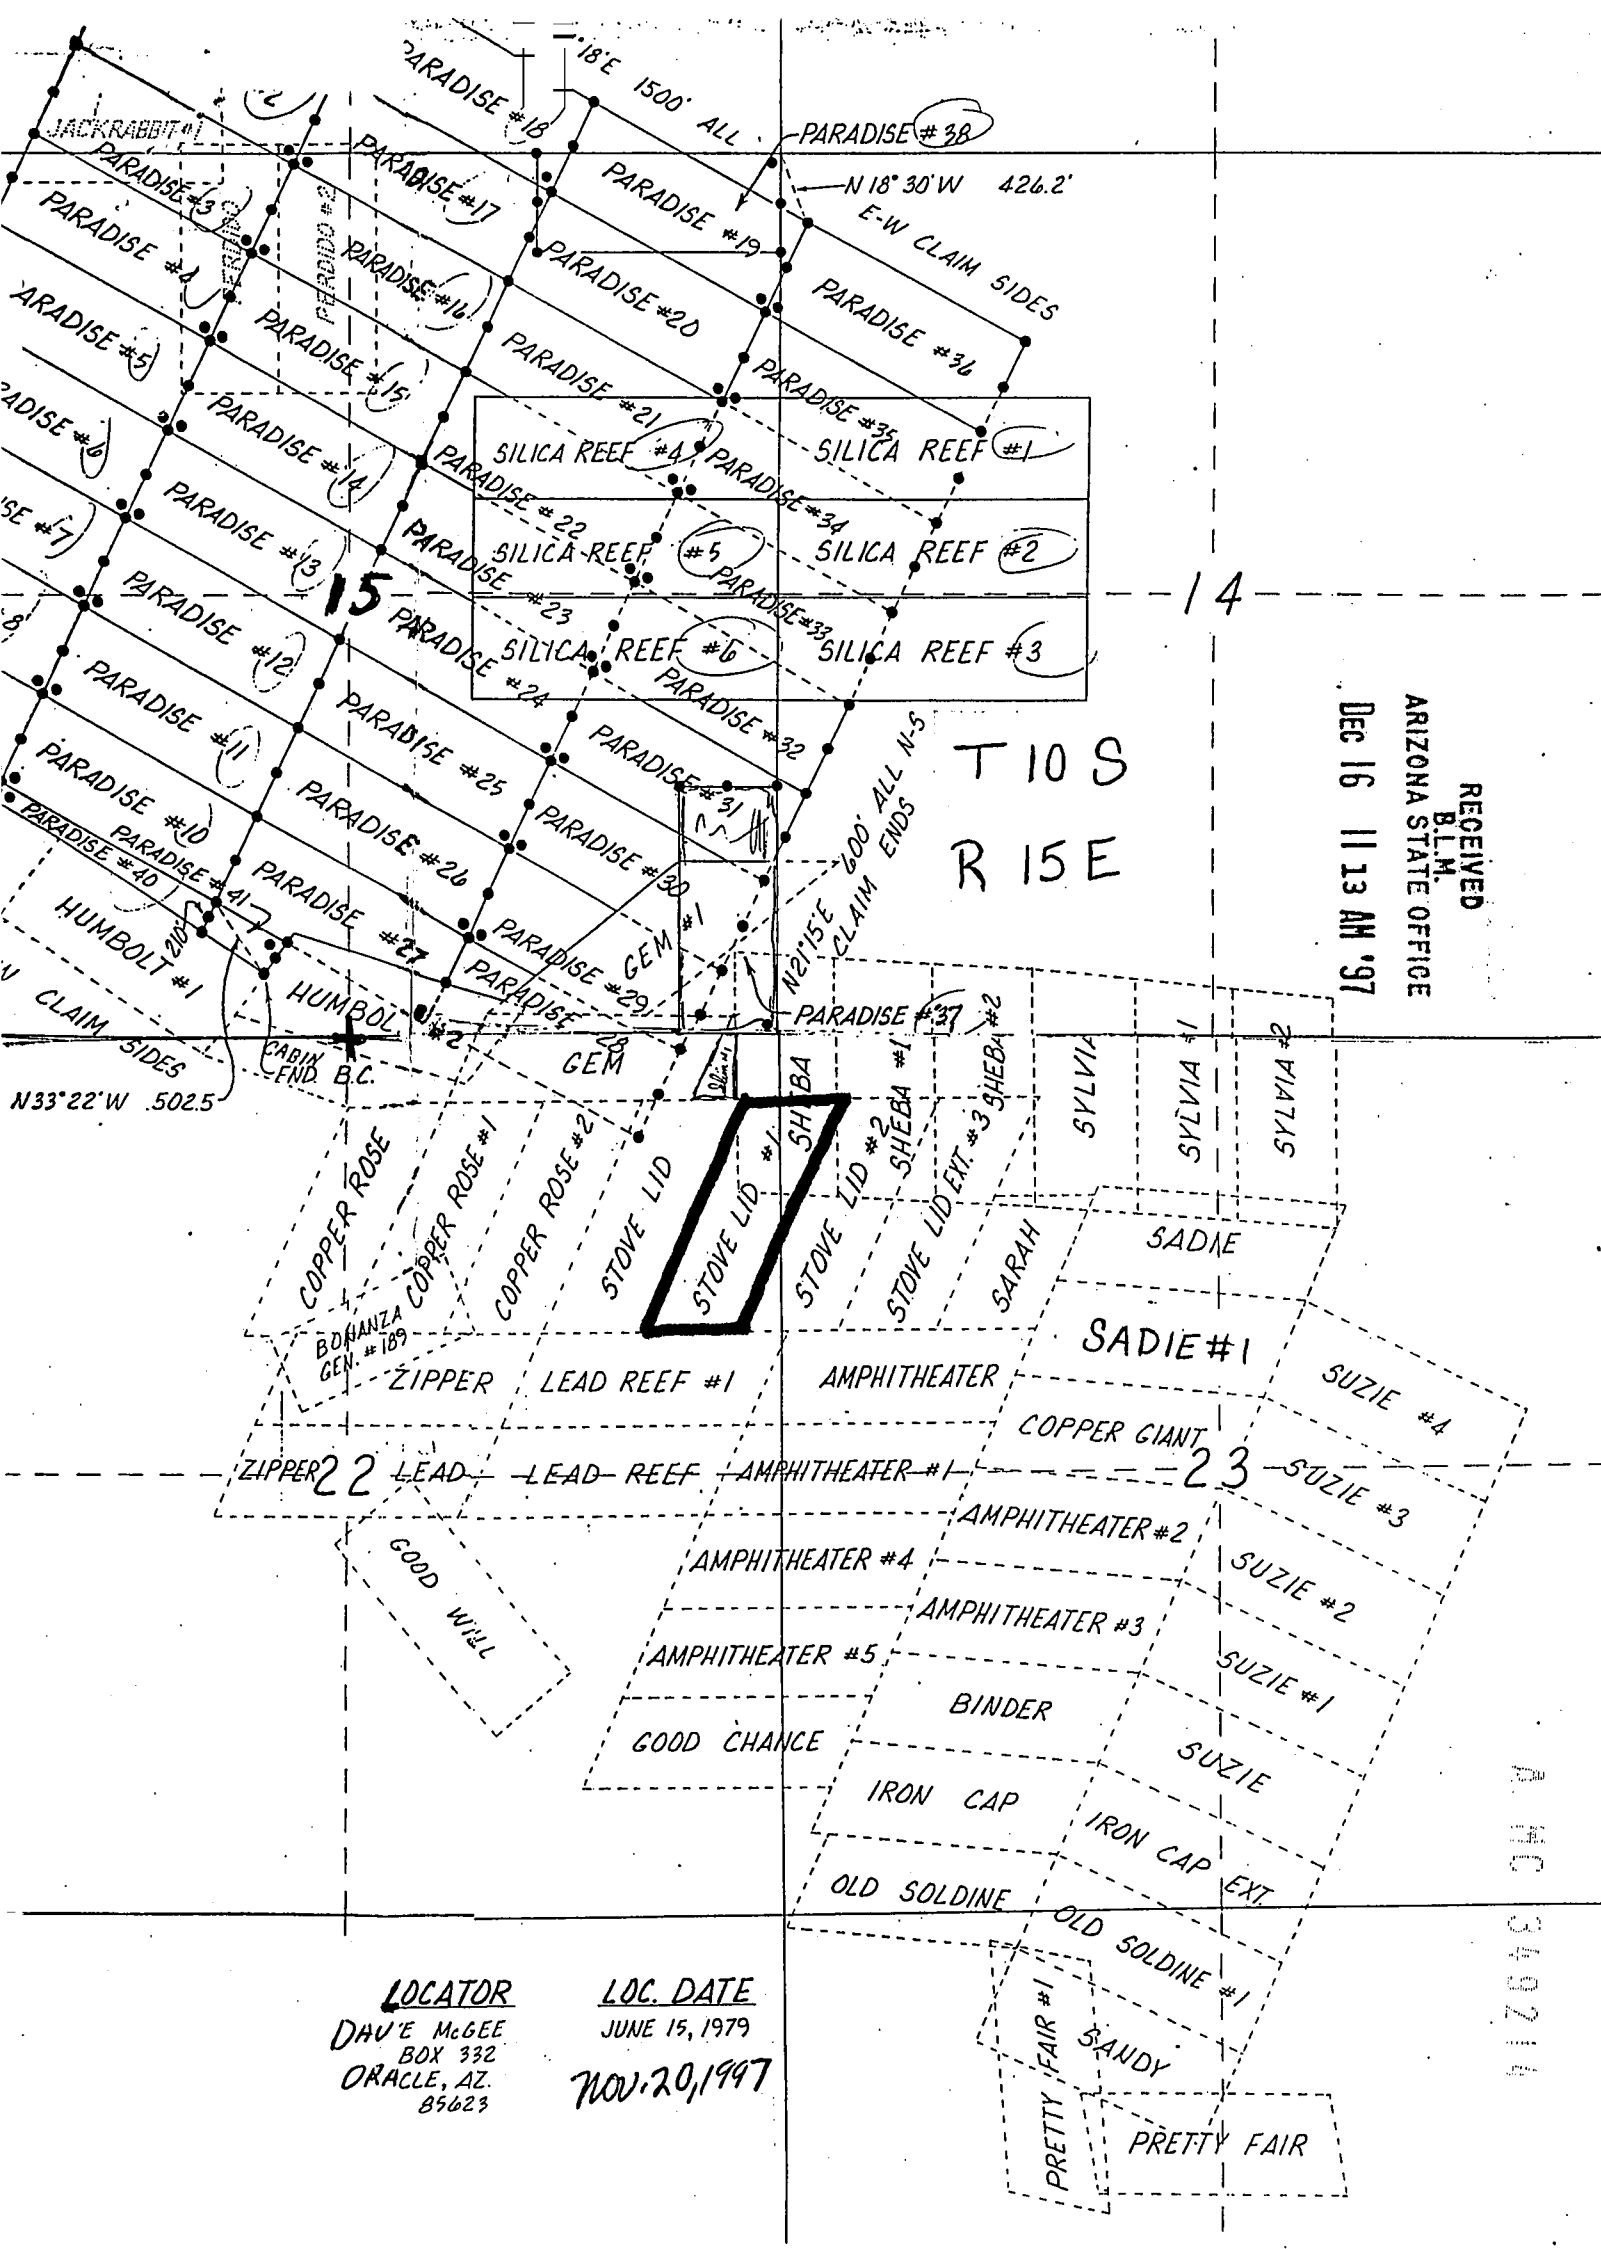 18'E 1500' ALL
ARADISE #18
PARADISE #38
N 18° 30' W 426.2'
E-W CLAIM SIDES
JACKRABBIT #1
PARADISE #3
PERDIDO #2
PARADISE #17
PARADISE #19
PARADISE #4
PARADISE #16
PARADISE #20
PARADISE #36
ARADISE #5
PARADISE #15
PARADISE #21
PARADISE #35
ADISE #6
PARADISE #14
SILICA REEF #4
SILICA REEF #1
PARADISE #34
SE #7
PARADISE #13
PARADISE #22
SILICA REEF #5
SILICA REEF #2
8
15
14
PARADISE #12
PARADISE #23
PARADISE #33
PARADISE #24
SILICA REEF #6
SILICA REEF #3
PARADISE #11
PARADISE #25
PARADISE #32
PARADISE #10
PARADISE #26
PARADISE #31
PARADISE #40
PARADISE #41
PARADISE #30
T 10 S
R 15 E
N21°15'E 600' ALL N-S
CLAIM ENDS
RECEIVED
B.L.M.
ARIZONA STATE OFFICE
DEC 16 11 13 AM '97
HUMBOLT #1
210'
PARADISE #27
PARADISE #29
GEM #1
CLAIM SIDES
HUMBOL #2
PARADISE 28
PARADISE #37
GEM
CABIN
END B.C.
N33°22'W 502.5
SHEBA
SHEBA #1
SHEBA #2
SYLVIA
SYLVIA #1
SYLVIA #2
COPPER ROSE
COPPER ROSE #1
COPPER ROSE #2
STOVE LID
STOVE LID #1
STOVE LID #2
STOVE LID EXT. #3
SARAH
SADIE
BONANZA
GEN. #189
SADIE #1
ZIPPER
LEAD REEF #1
AMPHITHEATER
SUZIE #4
COPPER GIANT
ZIPPER 22 LEAD
LEAD REEF
AMPHITHEATER #1
23
SUZIE #3
GOOD WILL
AMPHITHEATER #2
AMPHITHEATER #4
SUZIE #2
AMPHITHEATER #3
AMPHITHEATER #5
SUZIE #1
BINDER
GOOD CHANCE
SUZIE
IRON CAP
IRON CAP EXT.
OLD SOLDINE
OLD SOLDINE #1
PRETTY FAIR #1
SANDY
PRETTY FAIR
LOCATOR
DAVE McGEE
BOX 332
ORACLE, AZ.
85623
LOC. DATE
JUNE 15, 1979
NOV. 20, 1997